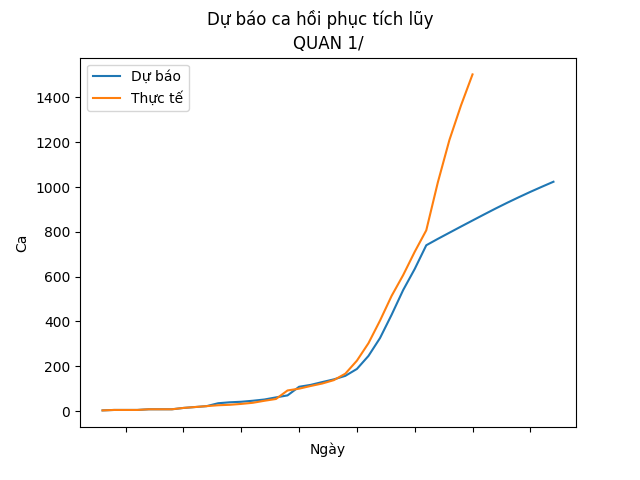 Dự báo ca hồi phục tích lũy
QUAN 1/
Dự báo
Thực tế
1400
1200
1000
800
600
400
200
0
Ca
Ngày